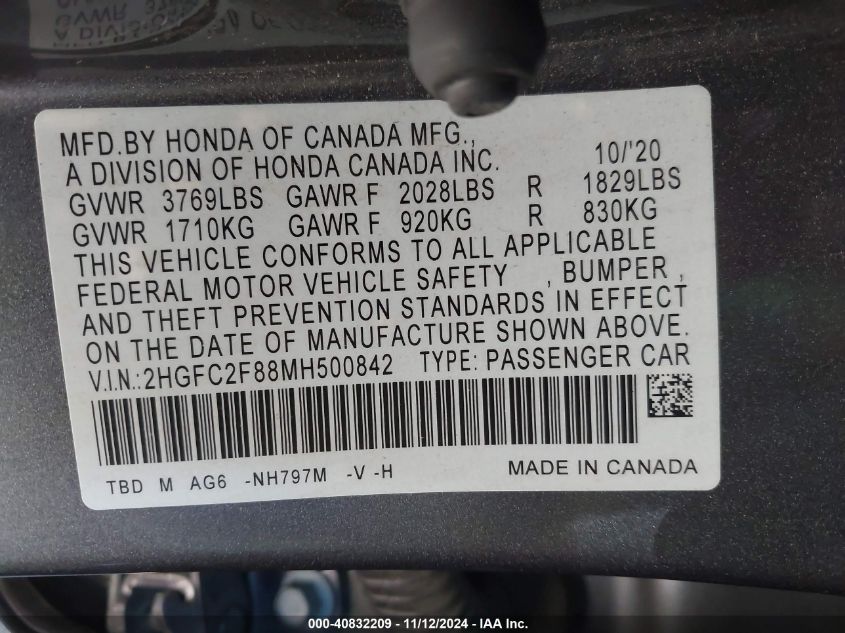 MFD.BY HONDA OF CANADA MFG.,
A DIVISION OF HONDA CANADA INC. 10/'20
GVWR 3769LBS GAWR F 2028LBS R 1829LBS
GVWR 1710KG GAWR F 920KG R 830KG
THIS VEHICLE CONFORMS TO ALL APPLICABLE
FEDERAL MOTOR VEHICLE SAFETY , BUMPER ,
AND THEFT PREVENTION STANDARDS IN EFFECT
ON THE DATE OF MANUFACTURE SHOWN ABOVE.
V.I.N.:2HGFC2F88MH500842 TYPE: PASSENGER CAR
TBD M AG6 -NH797M -V -H MADE IN CANADA
000-40832209 - 11/12/2024 - IAA Inc.